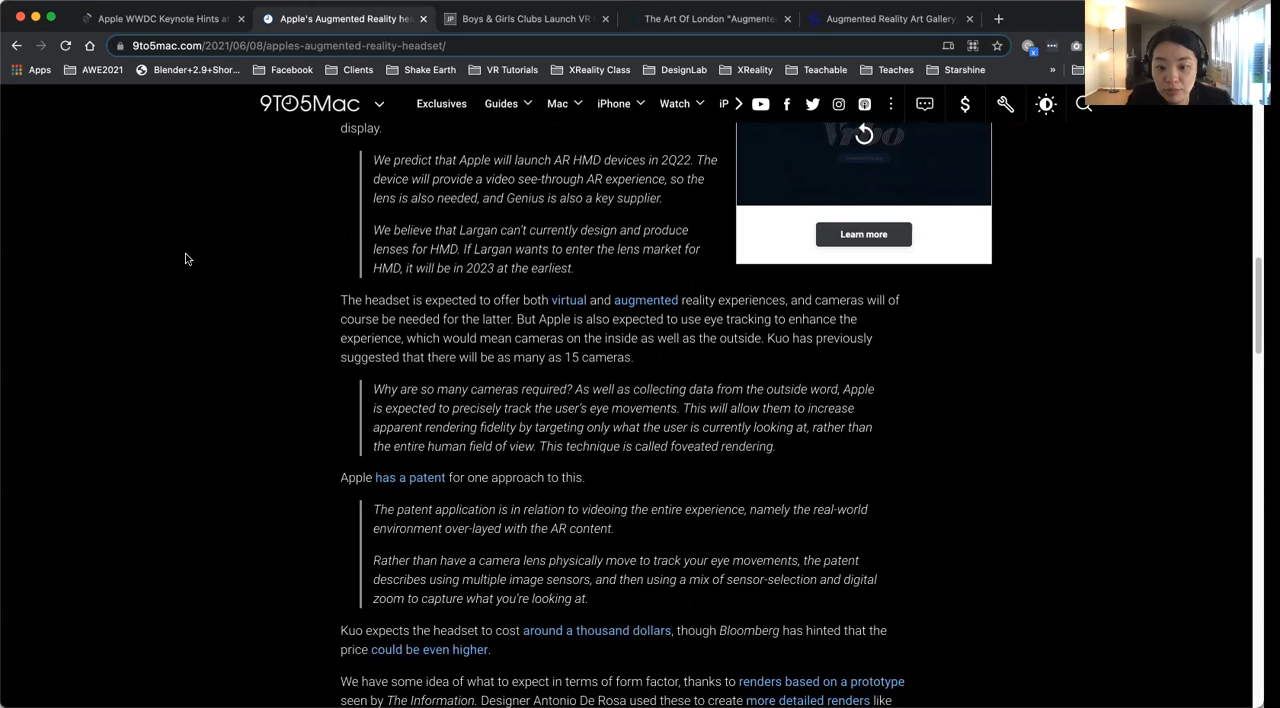 Apple WWDC Keynote Hints at
Apple's Augmented Reality he
Boys & Girls Clubs Launch VR
The Art Of London "Augmente
Augmented Reality Art Gallery
9to5mac.com/2021/06/08/apples-augmented-reality-headset/
Apps AWE2021 Blender+2.9+Shor... Facebook Clients Shake Earth VR Tutorials XReality Class DesignLab XReality Teachable Teaches Starshine »
9TO5Mac Exclusives Guides Mac iPhone Watch iP
display.
We predict that Apple will launch AR HMD devices in 2Q22. The
device will provide a video see-through AR experience, so the
lens is also needed, and Genius is also a key supplier.
We believe that Largan can't currently design and produce
lenses for HMD. If Largan wants to enter the lens market for
HMD, it will be in 2023 at the earliest.
Vrbo
Learn more
The headset is expected to offer both virtual and augmented reality experiences, and cameras will of
course be needed for the latter. But Apple is also expected to use eye tracking to enhance the
experience, which would mean cameras on the inside as well as the outside. Kuo has previously
suggested that there will be as many as 15 cameras.
Why are so many cameras required? As well as collecting data from the outside word, Apple
is expected to precisely track the user's eye movements. This will allow them to increase
apparent rendering fidelity by targeting only what the user is currently looking at, rather than
the entire human field of view. This technique is called foveated rendering.
Apple has a patent for one approach to this.
The patent application is in relation to videoing the entire experience, namely the real-world
environment over-layed with the AR content.
Rather than have a camera lens physically move to track your eye movements, the patent
describes using multiple image sensors, and then using a mix of sensor-selection and digital
zoom to capture what you're looking at.
Kuo expects the headset to cost around a thousand dollars, though Bloomberg has hinted that the
price could be even higher.
We have some idea of what to expect in terms of form factor, thanks to renders based on a prototype
seen by The Information. Designer Antonio De Rosa used these to create more detailed renders like